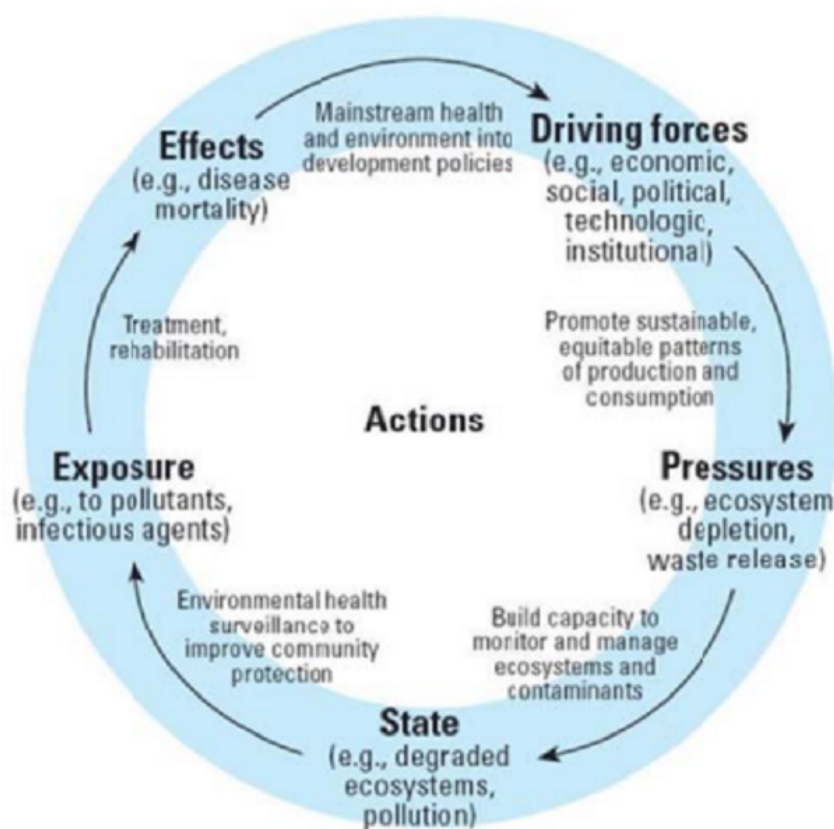 Effects
(e.g., disease
mortality)
Mainstream health
and environment into
development policies
Driving forces
(e.g., economic,
social, political,
technologic,
institutional)
Promote sustainable,
equitable patterns
of production and
consumption
Pressures
(e.g., ecosystem
depletion,
waste release)
Build capacity to
monitor and manage
ecosystems and
contaminants
State
(e.g., degraded
ecosystems,
pollution)
Environmental health
surveillance to
improve community
protection
Exposure
(e.g., to pollutants,
infectious agents)
Treatment,
rehabilitation
Actions